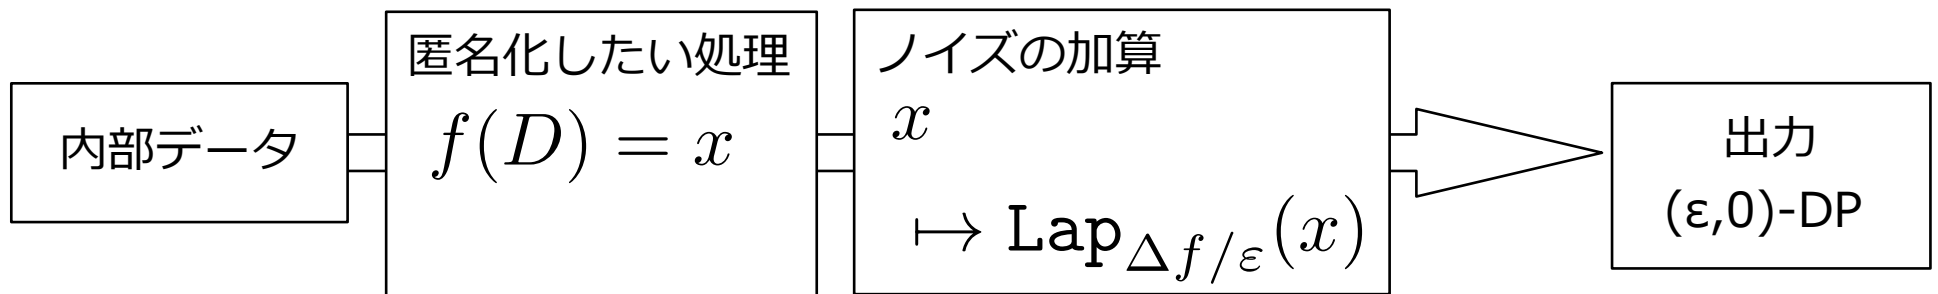 内部データ
匿名化したい処理
f(D) = x
ノイズの加算
x
↦ Lap_{Δf/ε}(x)
出力
(ε,0)-DP